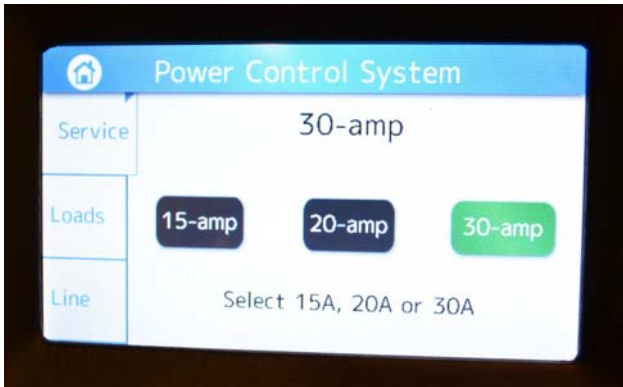 Power Control System
Service
30-amp
Loads
15-amp 20-amp 30-amp
Line
Select 15A, 20A or 30A